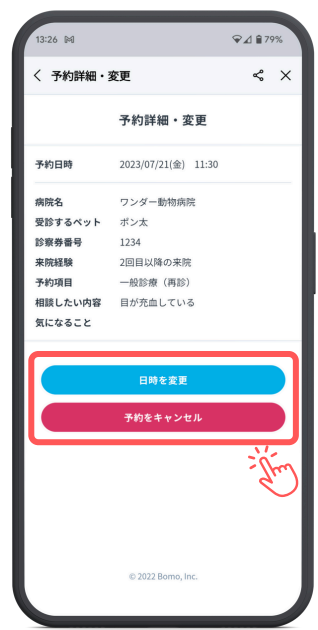 13:26
79%
予約詳細・変更
予約詳細・変更
予約日時 2023/07/21(金) 11:30
病院名 ワンダー動物病院
受診するペット ポン太
診察券番号 1234
来院経験 2回目以降の来院
予約項目 一般診療（再診）
相談したい内容 目が充血している
気になること
日時を変更
予約をキャンセル
© 2022 Bomo, Inc.